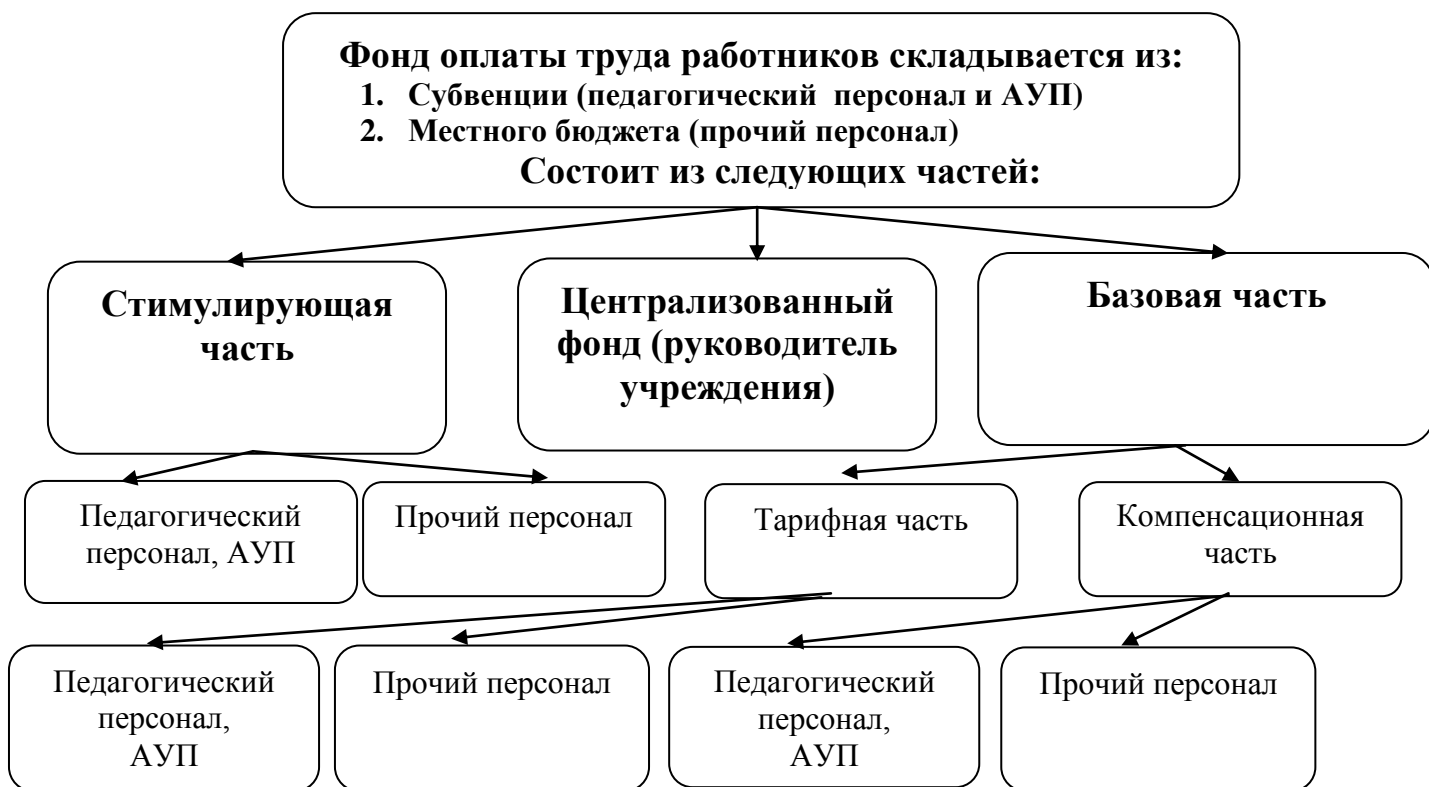 Фонд оплаты труда работников складывается из:
1. Субвенции (педагогический персонал и АУП)
2. Местного бюджета (прочий персонал)
Состоит из следующих частей:
Стимулирующая
часть
Централизованный
фонд (руководитель
учреждения)
Базовая часть
Педагогический
персонал, АУП
Прочий персонал
Тарифная часть
Компенсационная
часть
Педагогический
персонал,
АУП
Прочий персонал
Педагогический
персонал,
АУП
Прочий персонал